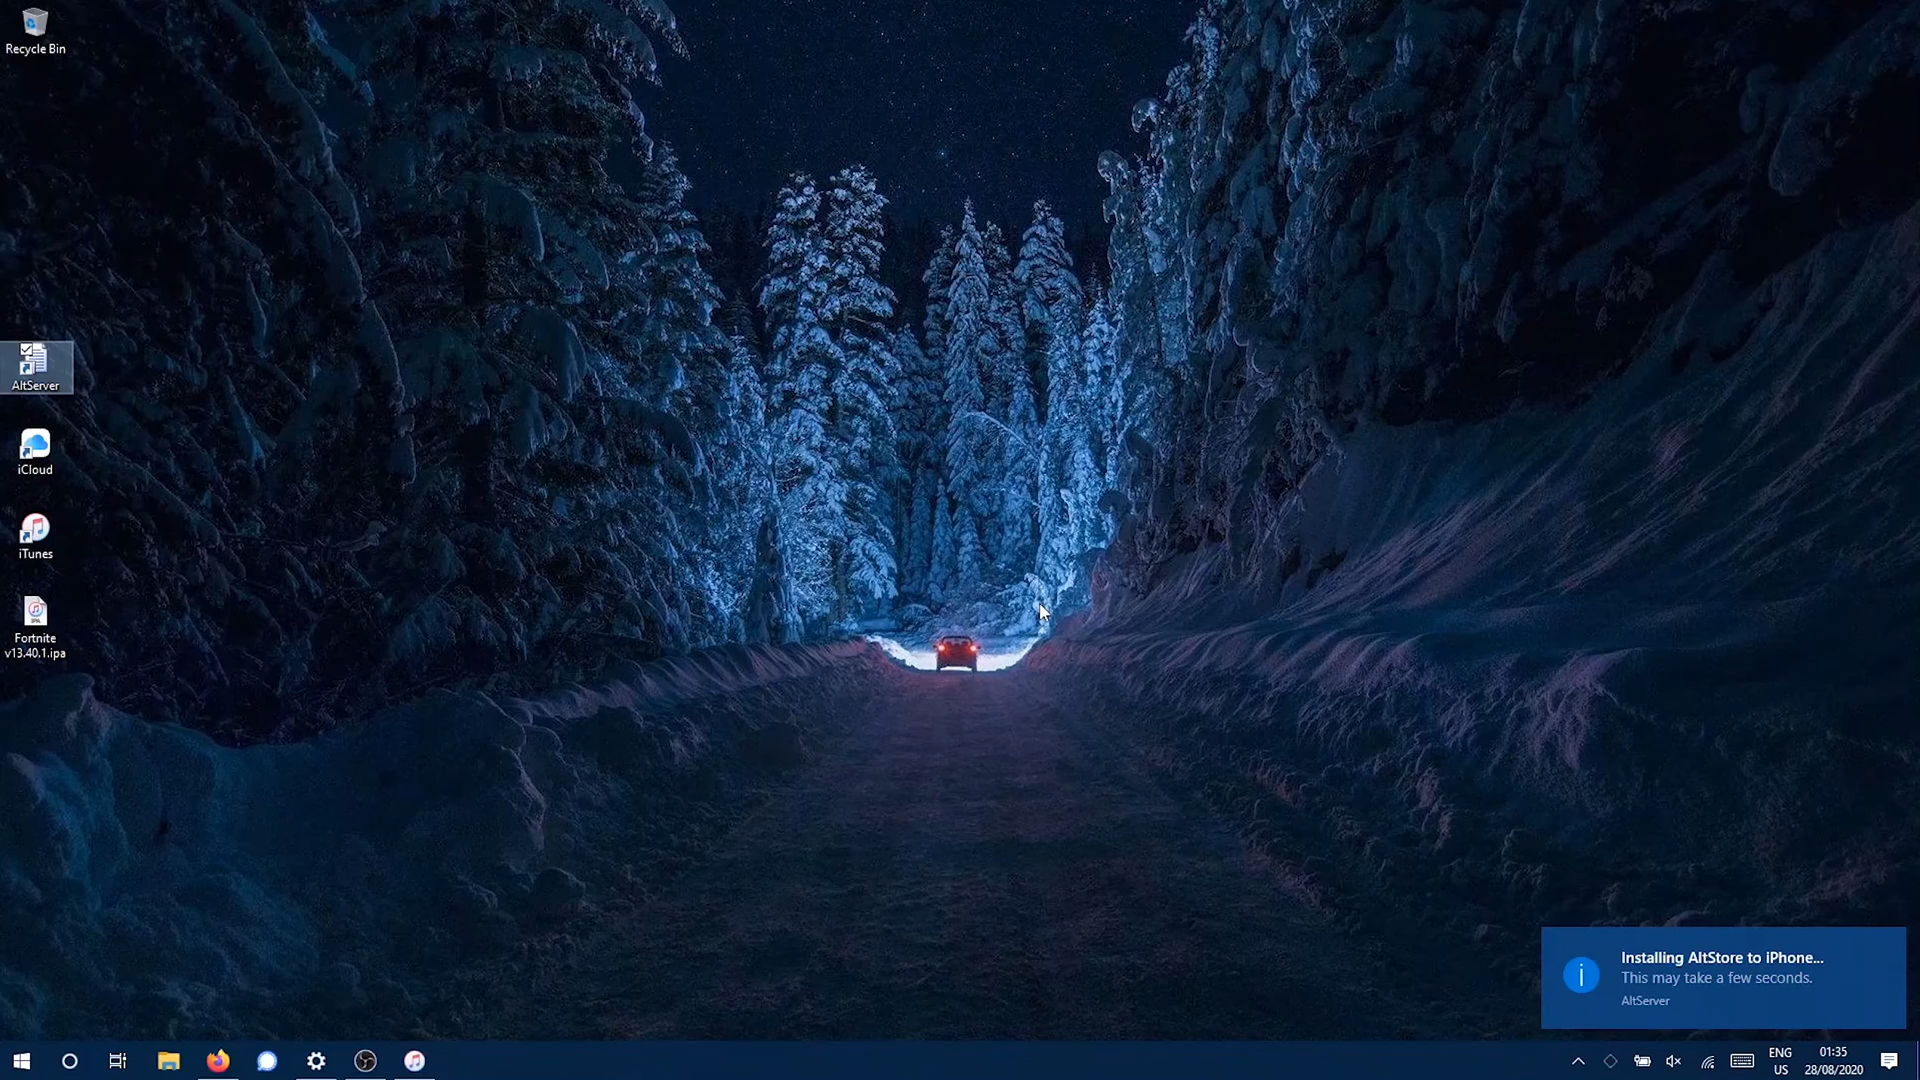 Recycle Bin
AltServer
iCloud
iTunes
Fortnite
v13.40.1.ipa
Installing AltStore to iPhone...
This may take a few seconds.
AltServer
ENG
US
01:35
28/08/2020